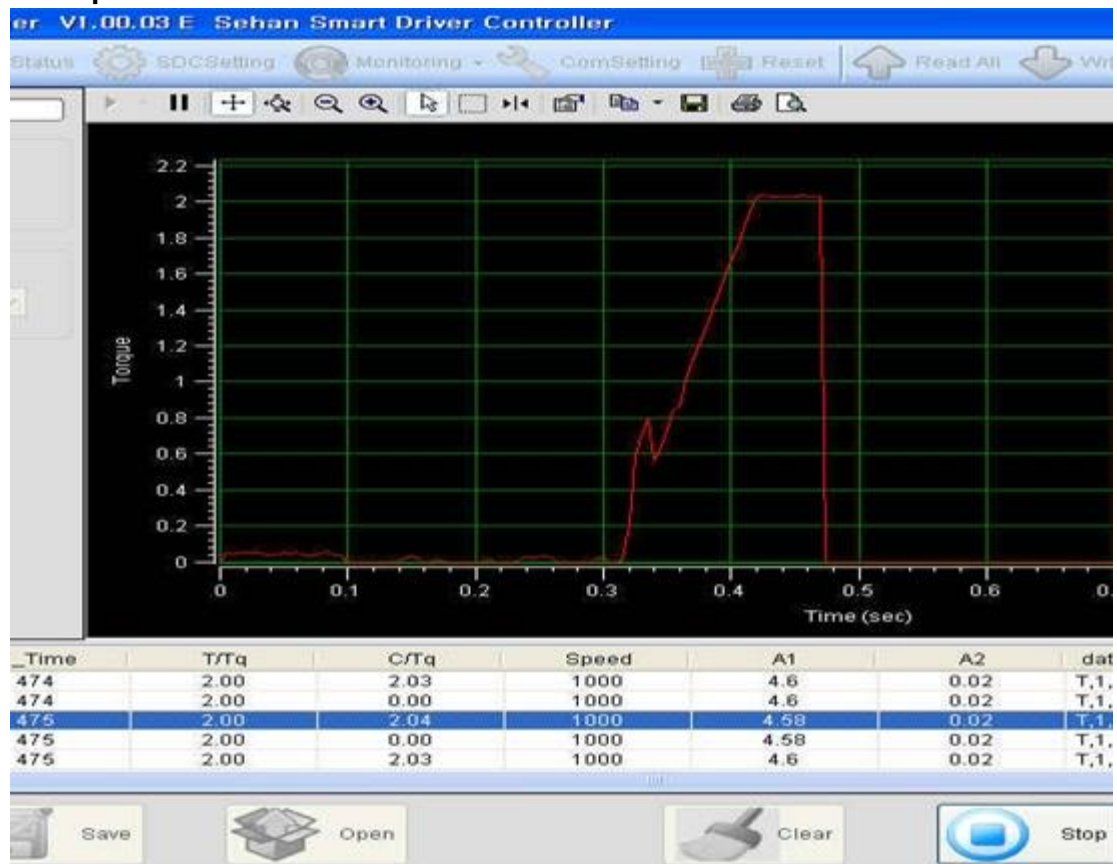 er V1.00.03 E Sehan Smart Driver Controller
Status SDCSetting Monitoring ComSetting Reset Read All Wri
2.2
2
1.8
1.6
1.4
1.2
1
0.8
0.6
0.4
0.2
0
Torque
0 0.1 0.2 0.3 0.4 0.5 0.6 0.
Time (sec)
_Time T/Tq C/Tq Speed A1 A2 dat
474 2.00 2.03 1000 4.6 0.02 T,1,
474 2.00 0.00 1000 4.6 0.02 T,1,
475 2.00 2.04 1000 4.58 0.02 T,1,
475 2.00 0.00 1000 4.58 0.02 T,1,
475 2.00 2.03 1000 4.6 0.02 T,1,
Save Open Clear Stop